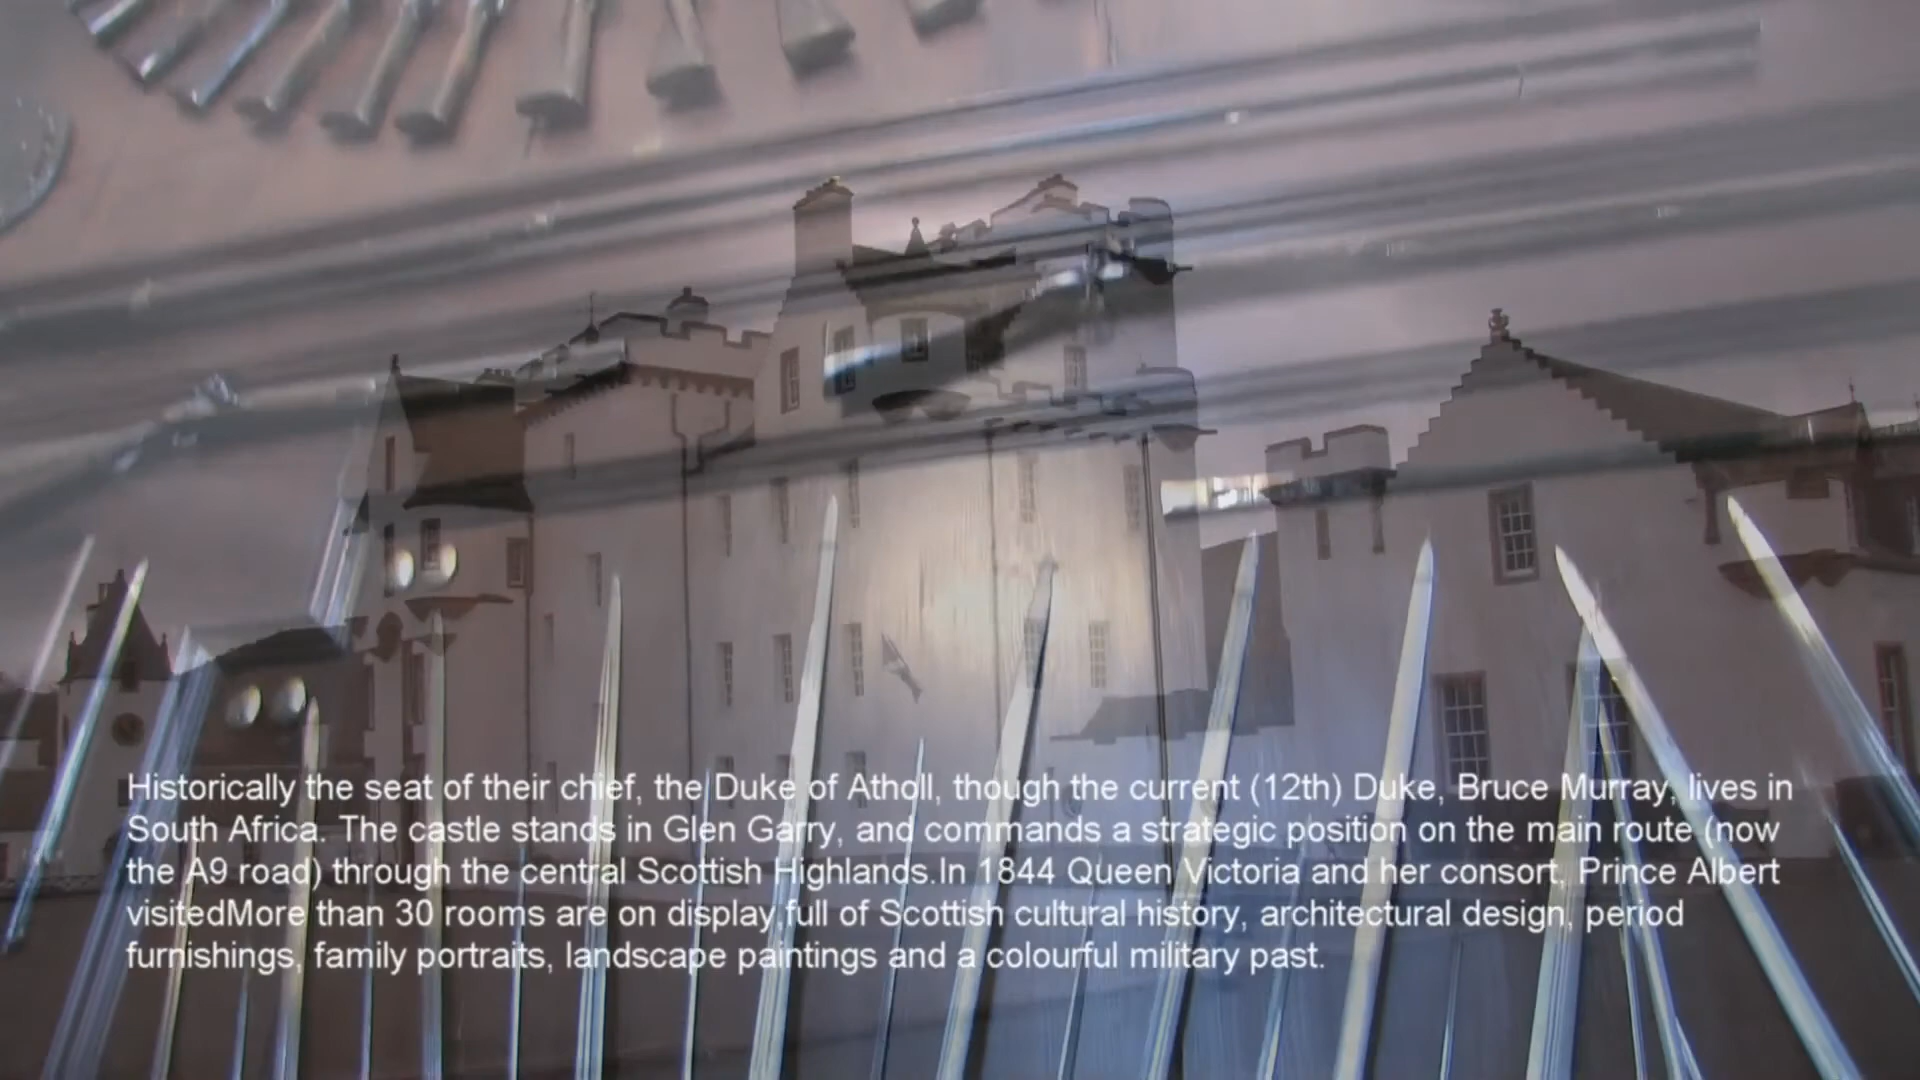 Historically the seat of their chief, the Duke of Atholl, though the current (12th) Duke, Bruce Murray, lives in
South Africa. The castle stands in Glen Garry, and commands a strategic position on the main route (now
the A9 road) through the central Scottish Highlands.In 1844 Queen Victoria and her consort, Prince Albert
visitedMore than 30 rooms are on display,full of Scottish cultural history, architectural design, period
furnishings, family portraits, landscape paintings and a colourful military past.